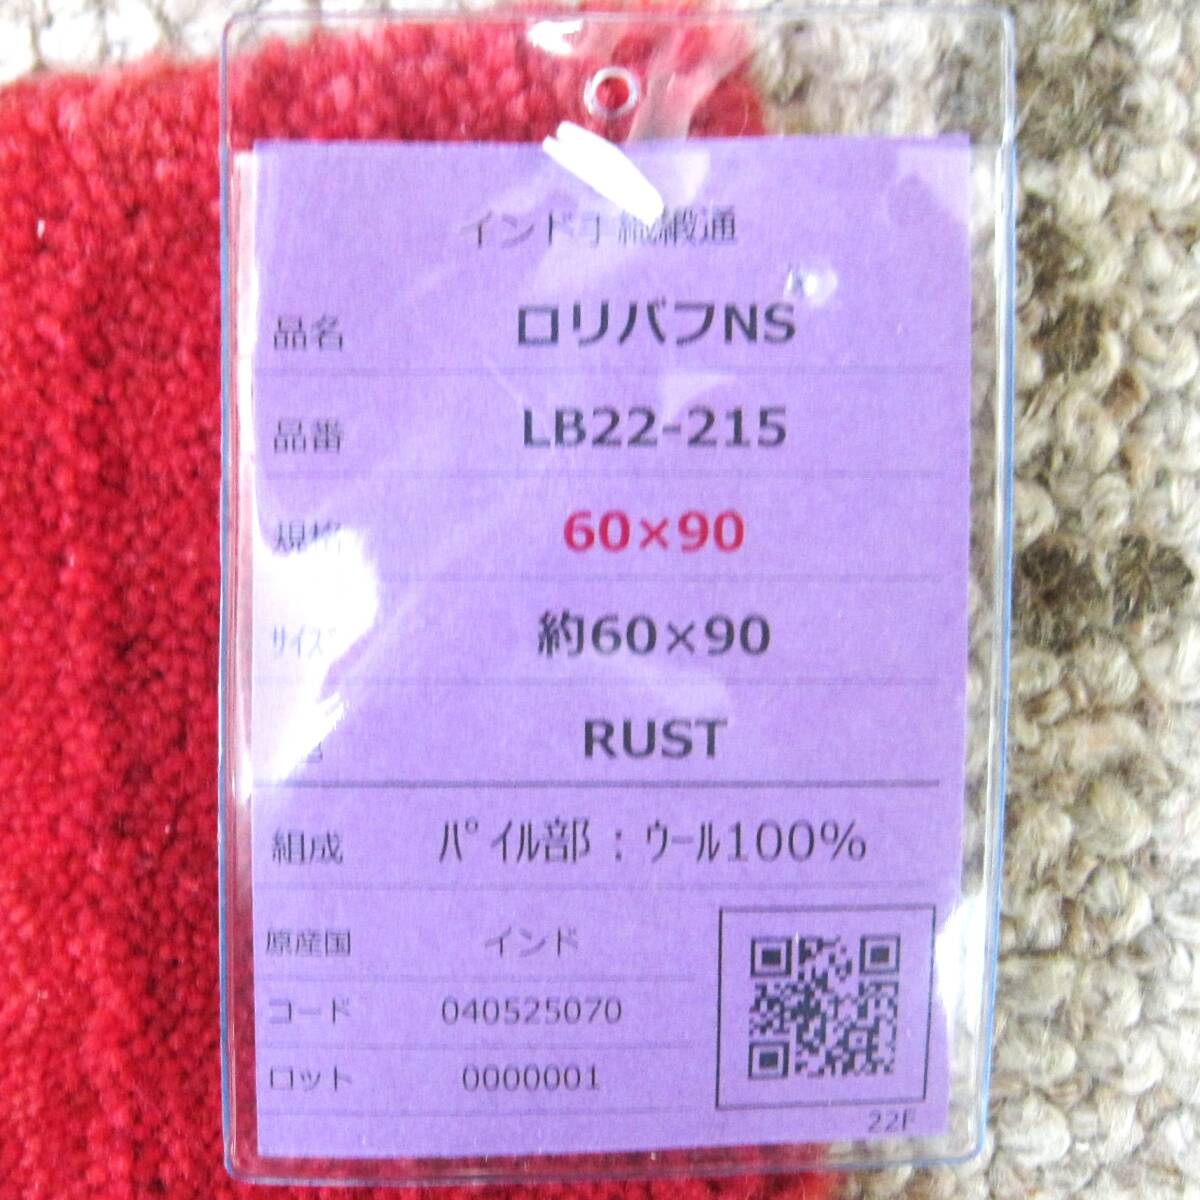 インド手織緞通
品名 ロリバフNS
品番 LB22-215
規格 60×90
サイズ 約60×90
RUST
組成 パイル部：ウール100%
原産国 インド
コード 040525070
ロット 0000001
22F